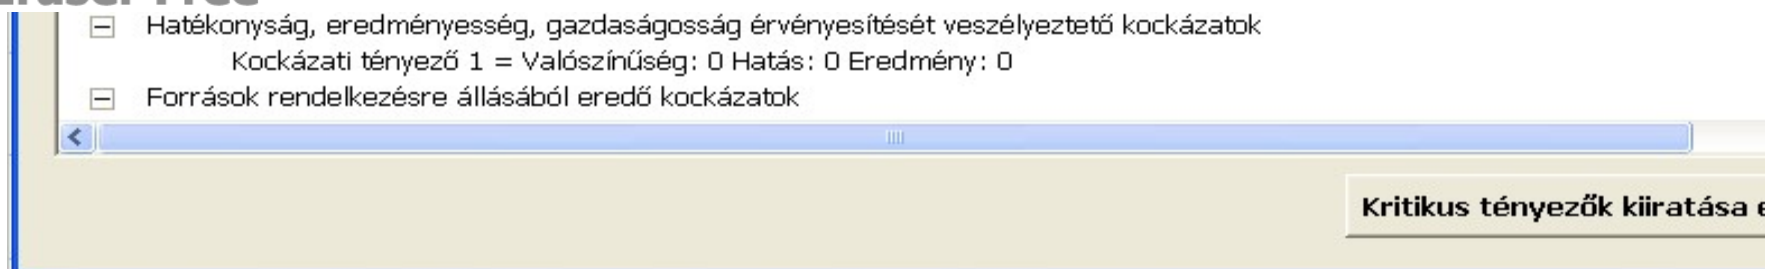 Hatékonyság, eredményesség, gazdaságosság érvényesítését veszélyeztető kockázatok
Kockázati tényező 1 = Valószínűség: 0 Hatás: 0 Eredmény: 0
Források rendelkezésre állásából eredő kockázatok
Kritikus tényezők kiiratása